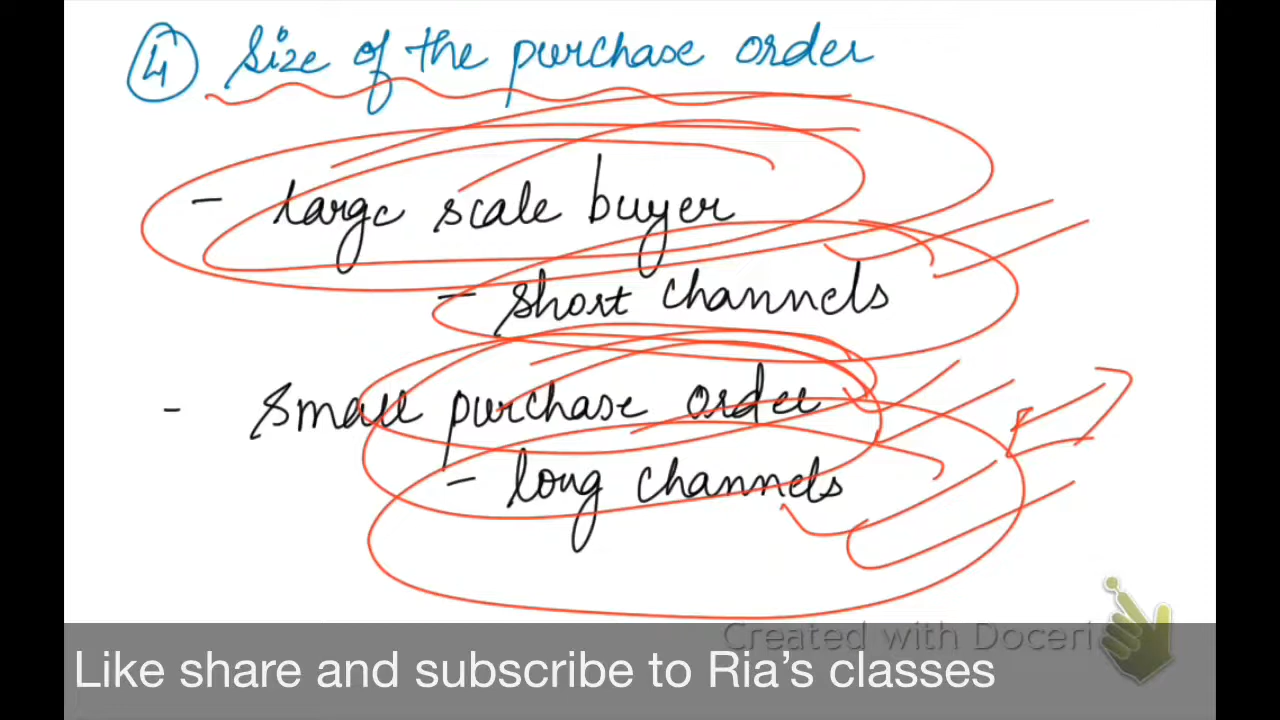 4 Size of the purchase order
- large scale buyer
- short channels
- small purchase order
- long channels
Created with Doceri
Like share and subscribe to Ria's classes